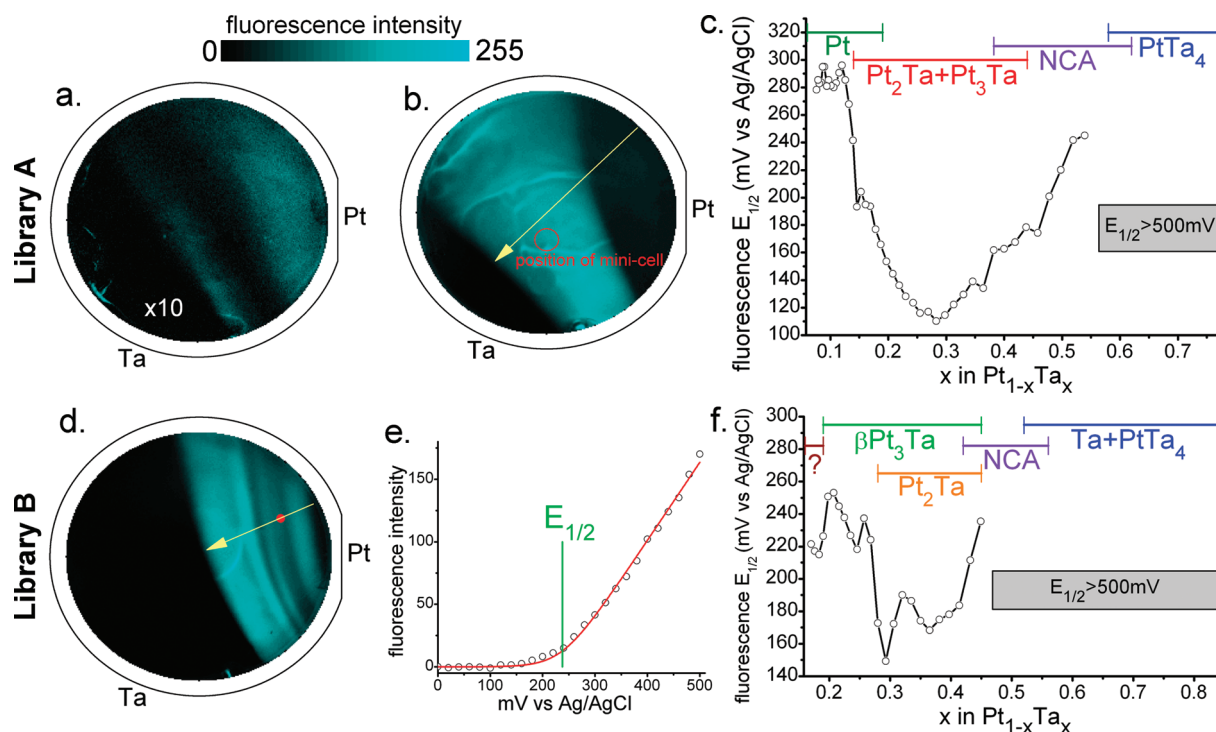 fluorescence intensity
0 255
Library A
a.
x10
Pt
Ta
b.
position of mini-cell
Pt
Ta
c.
fluorescence E1/2 (mV vs Ag/AgCl)
320
300
280
260
240
220
200
180
160
140
120
100
Pt
Pt2Ta+Pt3Ta
NCA
PtTa4
E1/2>500mV
0.1 0.2 0.3 0.4 0.5 0.6 0.7
x in Pt1-xTax
Library B
d.
Pt
Ta
e.
fluorescence intensity
150
100
50
0
E1/2
0 100 200 300 400 500
mV vs Ag/AgCl
f.
fluorescence E1/2 (mV vs Ag/AgCl)
300
280
260
240
220
200
180
160
140
?
βPt3Ta
Pt2Ta
NCA
Ta+PtTa4
E1/2>500mV
0.2 0.3 0.4 0.5 0.6 0.7 0.8
x in Pt1-xTax